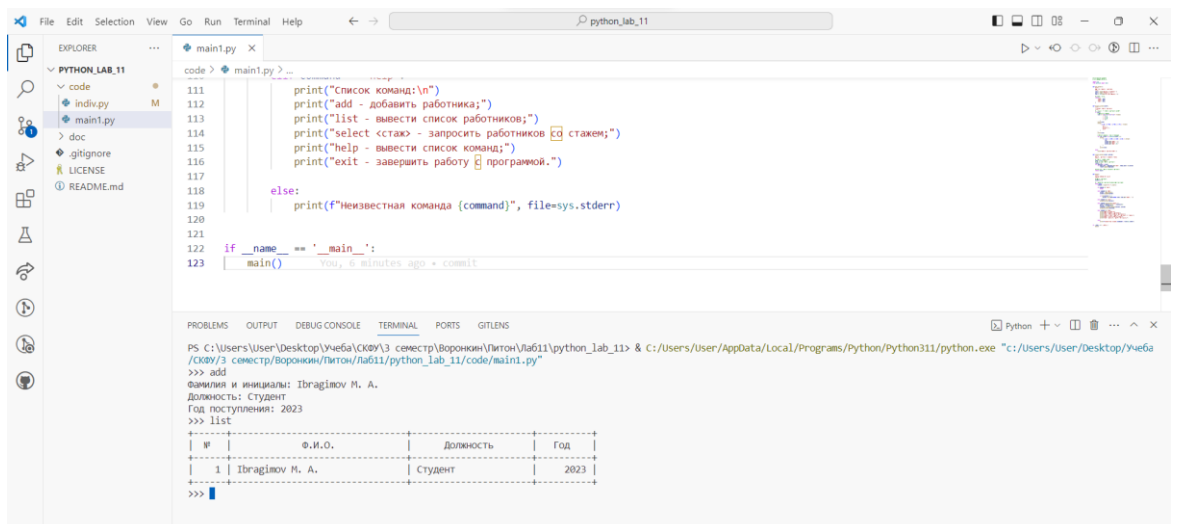 File Edit Selection View Go Run Terminal Help python_lab_11
EXPLORER
PYTHON_LAB_11
code
indiv.py M
main1.py
doc
.gitignore
LICENSE
README.md
main1.py
code > main1.py > ...
111 print("Список команд:\n")
112 print("add - добавить работника;")
113 print("list - вывести список работников;")
114 print("select <стаж> - запросить работников со стажем;")
115 print("help - вывести список команд;")
116 print("exit - завершить работу с программой.")
117
118 else:
119 print(f"Неизвестная команда {command}", file=sys.stderr)
120
121
122 if __name__ == '__main__':
123 main() You, 6 minutes ago • commit
PROBLEMS OUTPUT DEBUG CONSOLE TERMINAL PORTS GITLENS
Python
PS C:\Users\User\Desktop\Учеба\СКФУ\3 семестр\Воронкин\Питон\Лаб11\python_lab_11> & C:/Users/User/AppData/Local/Programs/Python/Python311/python.exe "c:/Users/User/Desktop/Учеба
/СКФУ/3 семестр/Воронкин/Питон/Лаб11/python_lab_11/code/main1.py"
>>> add
Фамилия и инициалы: Ibragimov M. A.
Должность: Студент
Год поступления: 2023
>>> list
+------+--------------------------------+----------------------+----------+
| № | Ф.И.О. | Должность | Год |
+------+--------------------------------+----------------------+----------+
| 1 | Ibragimov M. A. | Студент | 2023 |
+------+--------------------------------+----------------------+----------+
>>>